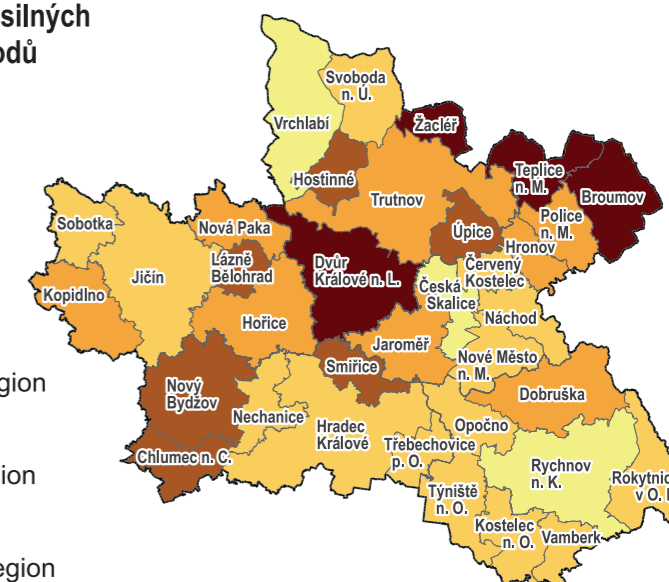 silných
odů
Svoboda
n. Ú.
Vrchlabí
Žacléř
Hostinné
Teplice
n. M.
Broumov
Trutnov
Sobotka
Nová Paka
Úpice
Police
n. M.
Hronov
Lázně
Bělohrad
Dvůr
Králové n. L.
Červený
Kostelec
Jičín
Česká
Skalice
Kopidlno
Hořice
Náchod
Jaroměř
Smiřice
Nové Město
n. M.
gion
Nový
Bydžov
Dobruška
Nechanice
Hradec
Králové
Opočno
Třebechovice
p. O.
Chlumec n. C.
ion
Rychnov
n. K.
Rokytnic
v O.
Týniště
n. O.
Kostelec
n. O.
Vamberk
egion